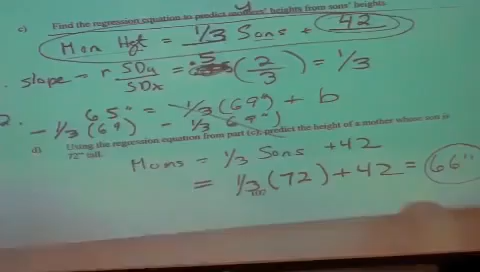 y
c) Find the regression equation to predict mothers' heights from sons' heights.
Mom Hgt = 1/3 Sons + 42
slope = r SDy/SDx = .5 (2/3) = 1/3
2. 65" = 1/3 (69") + b
- 1/3 (69) - 1/3 69")
d) Using the regression equation from part (c), predict the height of a mother whose son is
72" tall.
Moms = 1/3 Sons + 42
= 1/3 (72) + 42 = 66"